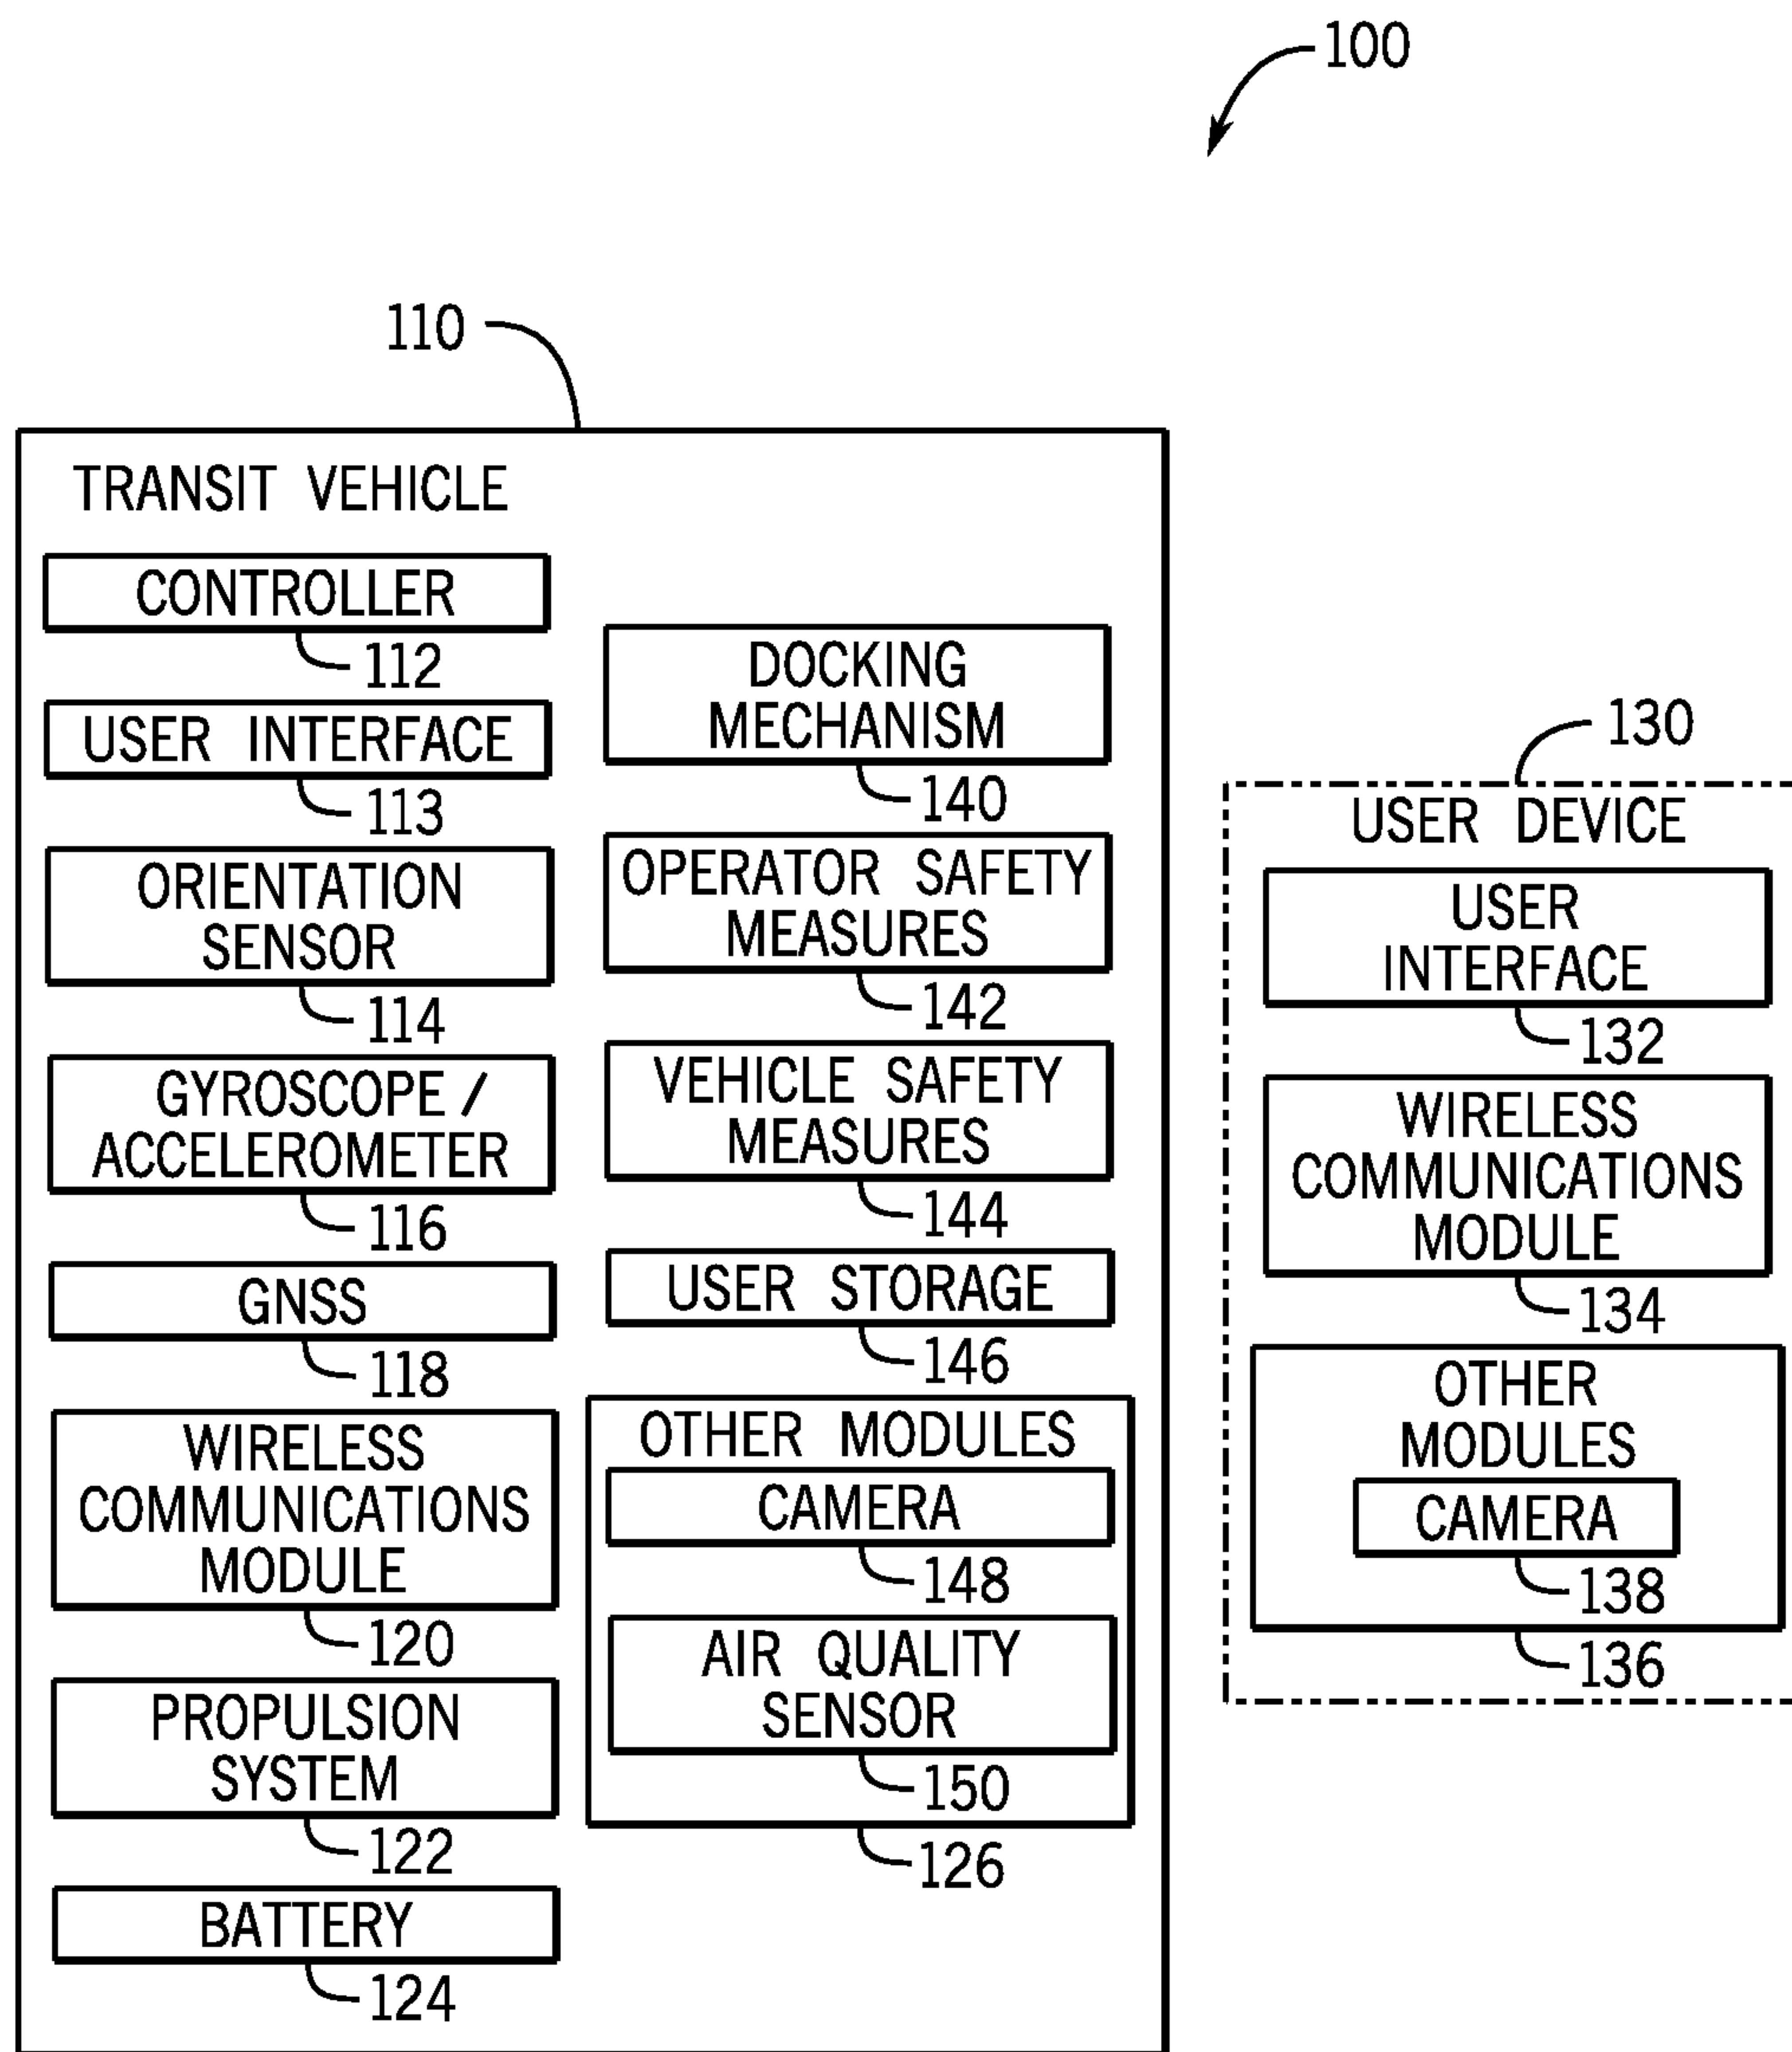 100
110
TRANSIT VEHICLE
CONTROLLER
112
USER INTERFACE
113
ORIENTATION
SENSOR
114
GYROSCOPE /
ACCELEROMETER
116
GNSS
118
WIRELESS
COMMUNICATIONS
MODULE
120
PROPULSION
SYSTEM
122
BATTERY
124
DOCKING
MECHANISM
140
OPERATOR SAFETY
MEASURES
142
VEHICLE SAFETY
MEASURES
144
USER STORAGE
146
OTHER MODULES
CAMERA
148
AIR QUALITY
SENSOR
150
126
130
USER DEVICE
USER
INTERFACE
132
WIRELESS
COMMUNICATIONS
MODULE
134
OTHER
MODULES
CAMERA
138
136